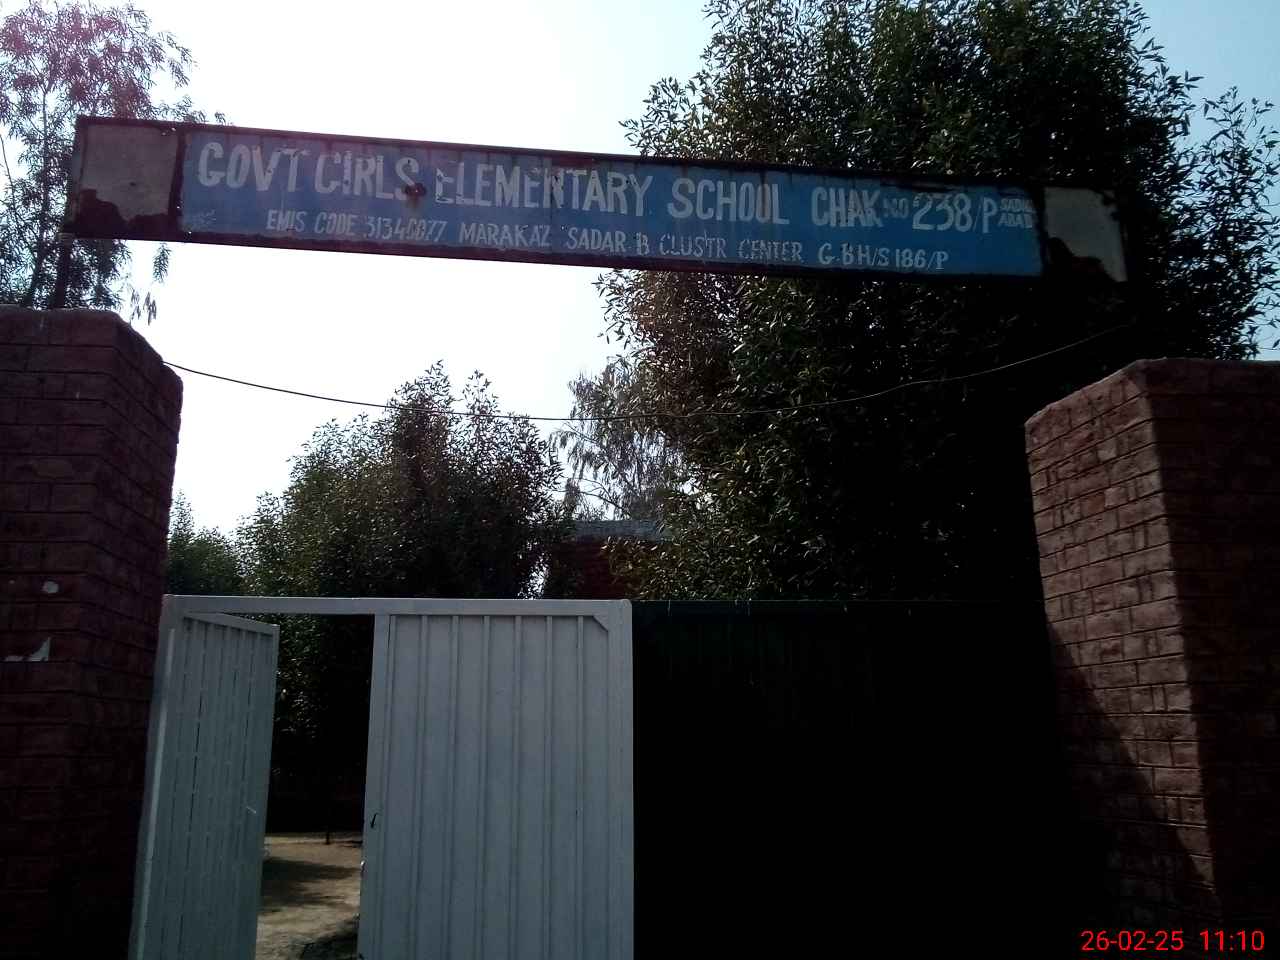 GOVT GIRLS ELEMENTARY SCHOOL CHAK NO 238/P SADIQ ABAD
EMIS CODE 31340077 MARAKAZ SADAR B CLUSTR CENTER G.B.H/S 186/P
26-02-25 11:10